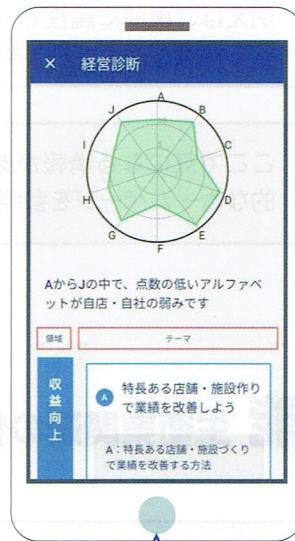 × 経営診断
A
B
C
D
E
F
G
H
I
J
AからJの中で、点数の低いアルファベ
ットが自店・自社の弱みです
領域
テーマ
収益向上
A
特長ある店舗・施設作り
で業績を改善しよう
A：特長ある店舗・施設づくり
で業績を改善する方法